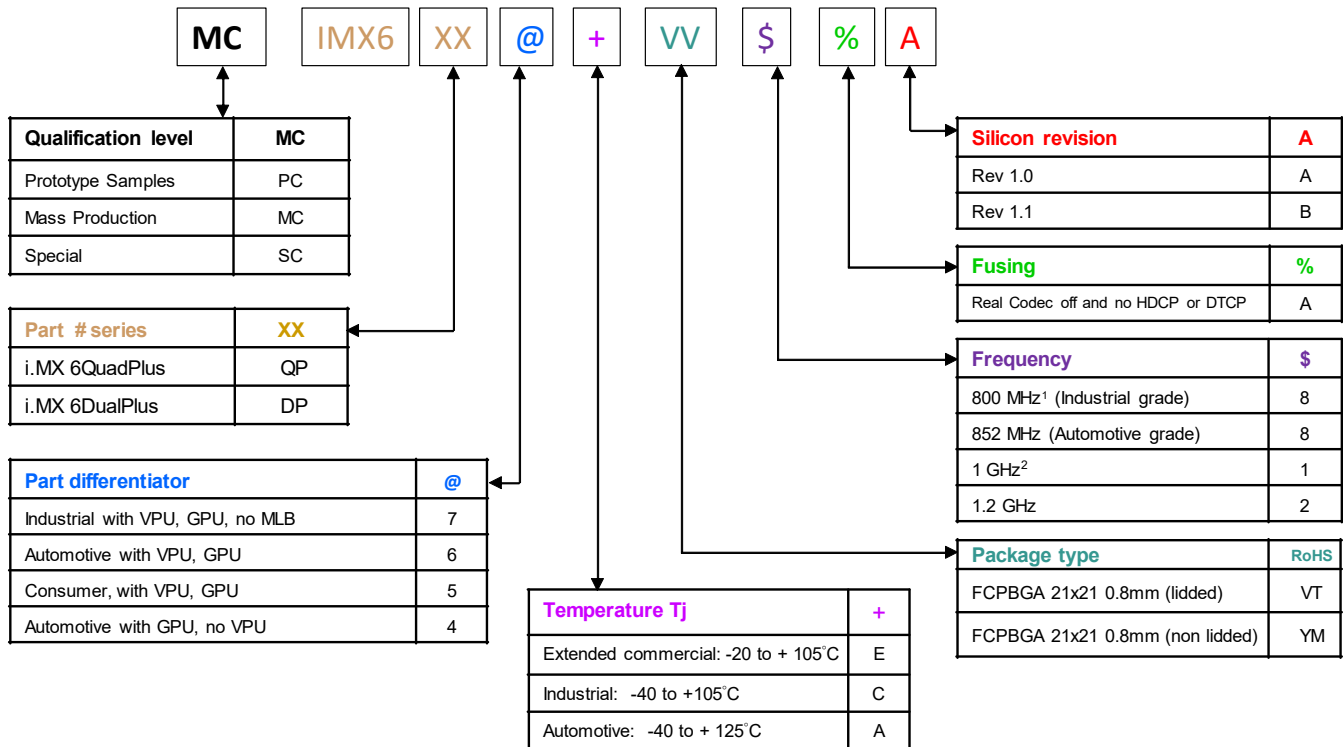 MC IMX6 XX @ + VV $ % A
Qualification level MC
Prototype Samples PC
Mass Production MC
Special SC
Part # series XX
i.MX 6QuadPlus QP
i.MX 6DualPlus DP
Part differentiator @
Industrial with VPU, GPU, no MLB 7
Automotive with VPU, GPU 6
Consumer, with VPU, GPU 5
Automotive with GPU, no VPU 4
Temperature Tj +
Extended commercial: -20 to + 105°C E
Industrial: -40 to +105°C C
Automotive: -40 to + 125°C A
Silicon revision A
Rev 1.0 A
Rev 1.1 B
Fusing %
Real Codec off and no HDCP or DTCP A
Frequency $
800 MHz¹ (Industrial grade) 8
852 MHz (Automotive grade) 8
1 GHz² 1
1.2 GHz 2
Package type RoHS
FCPBGA 21x21 0.8mm (lidded) VT
FCPBGA 21x21 0.8mm (non lidded) YM